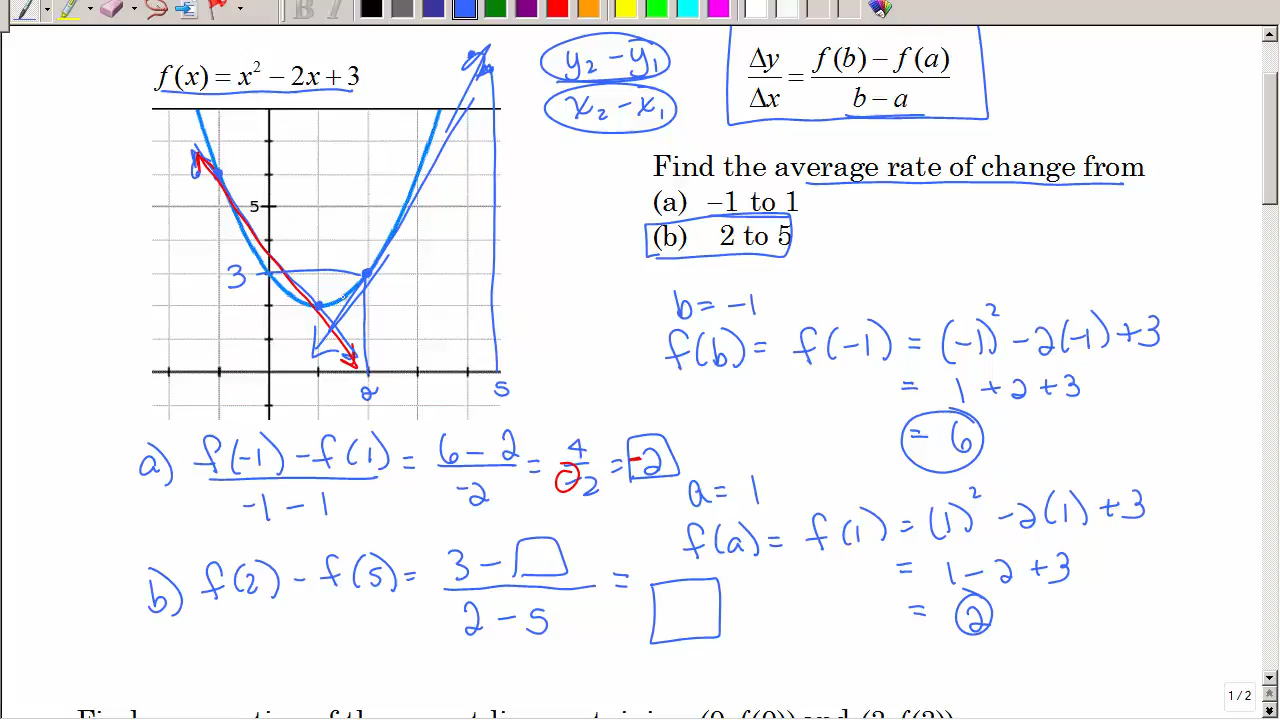 B I
f(x) = x² − 2x + 3
y₂ − y₁
x₂ − x₁
Δy/Δx = (f(b) − f(a))/(b − a)
Find the average rate of change from
(a) −1 to 1
(b) 2 to 5
5
3
2
5
b = -1
f(b) = f(-1) = (-1)² - 2(-1) + 3
= 1 + 2 + 3
= 6
a) (f(-1) - f(1))/(-1 - 1) = (6 - 2)/-2 = 4/-2 = -2
a = 1
f(a) = f(1) = (1)² - 2(1) + 3
= 1 - 2 + 3
= 2
b) f(2) - f(5) = (3 - □)/(2 - 5) = □
1/2